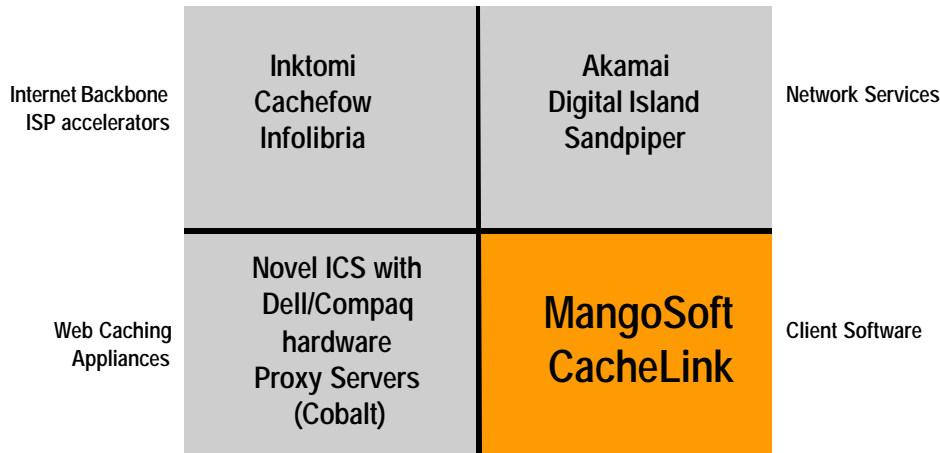 Internet Backbone
ISP accelerators
Inktomi
Cachefow
Infolibria
Akamai
Digital Island
Sandpiper
Network Services
Web Caching
Appliances
Novel ICS with
Dell/Compaq
hardware
Proxy Servers
(Cobalt)
MangoSoft
CacheLink
Client Software